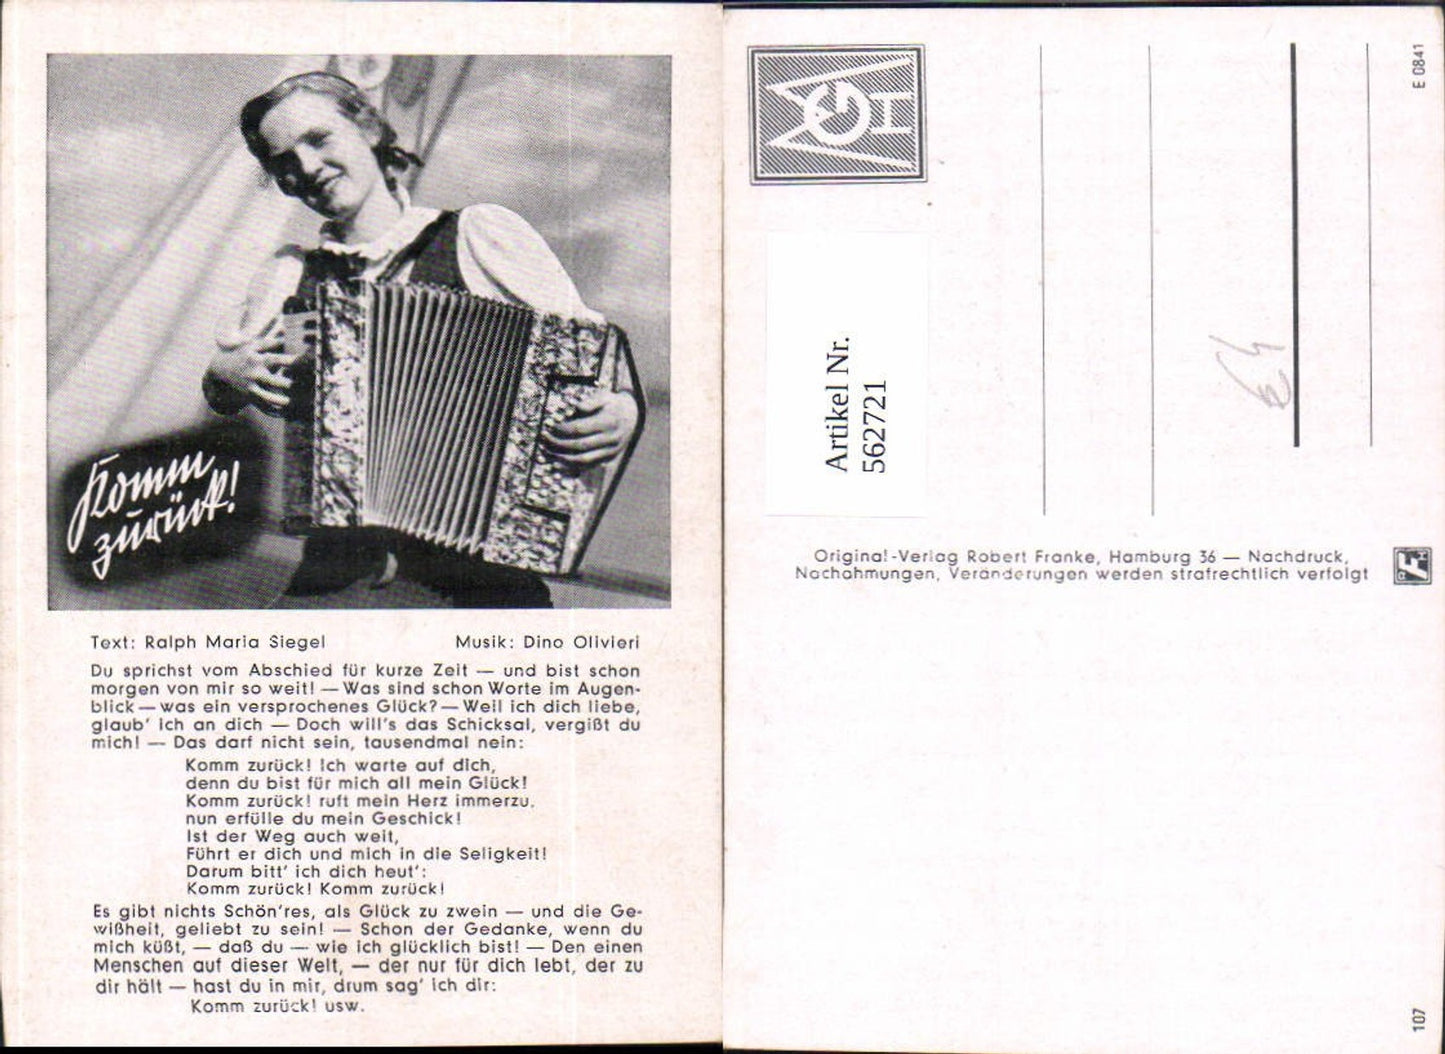 Komm
zurück!
Text: Ralph Maria Siegel Musik: Dino Olivieri
Du sprichst vom Abschied für kurze Zeit — und bist schon
morgen von mir so weit! — Was sind schon Worte im Augen-
blick — was ein versprochenes Glück? — Weil ich dich liebe,
glaub' ich an dich — Doch will's das Schicksal, vergißt du
mich! — Das darf nicht sein, tausendmal nein:
Komm zurück! Ich warte auf dich,
denn du bist für mich all mein Glück!
Komm zurück! ruft mein Herz immerzu,
nun erfülle du mein Geschick!
Ist der Weg auch weit,
Führt er dich und mich in die Seligkeit!
Darum bitt' ich dich heut':
Komm zurück! Komm zurück!
Es gibt nichts Schön'res, als Glück zu zwein — und die Ge-
wißheit, geliebt zu sein! — Schon der Gedanke, wenn du
mich küßt, — daß du — wie ich glücklich bist! — Den einen
Menschen auf dieser Welt, — der nur für dich lebt, der zu
dir hält — hast du in mir, drum sag' ich dir:
Komm zurück! usw.
Artikel Nr.
5627721
Original-Verlag Robert Franke, Hamburg 36 — Nachdruck,
Nachahmungen, Veränderungen werden strafrechtlich verfolgt
E 0841
107